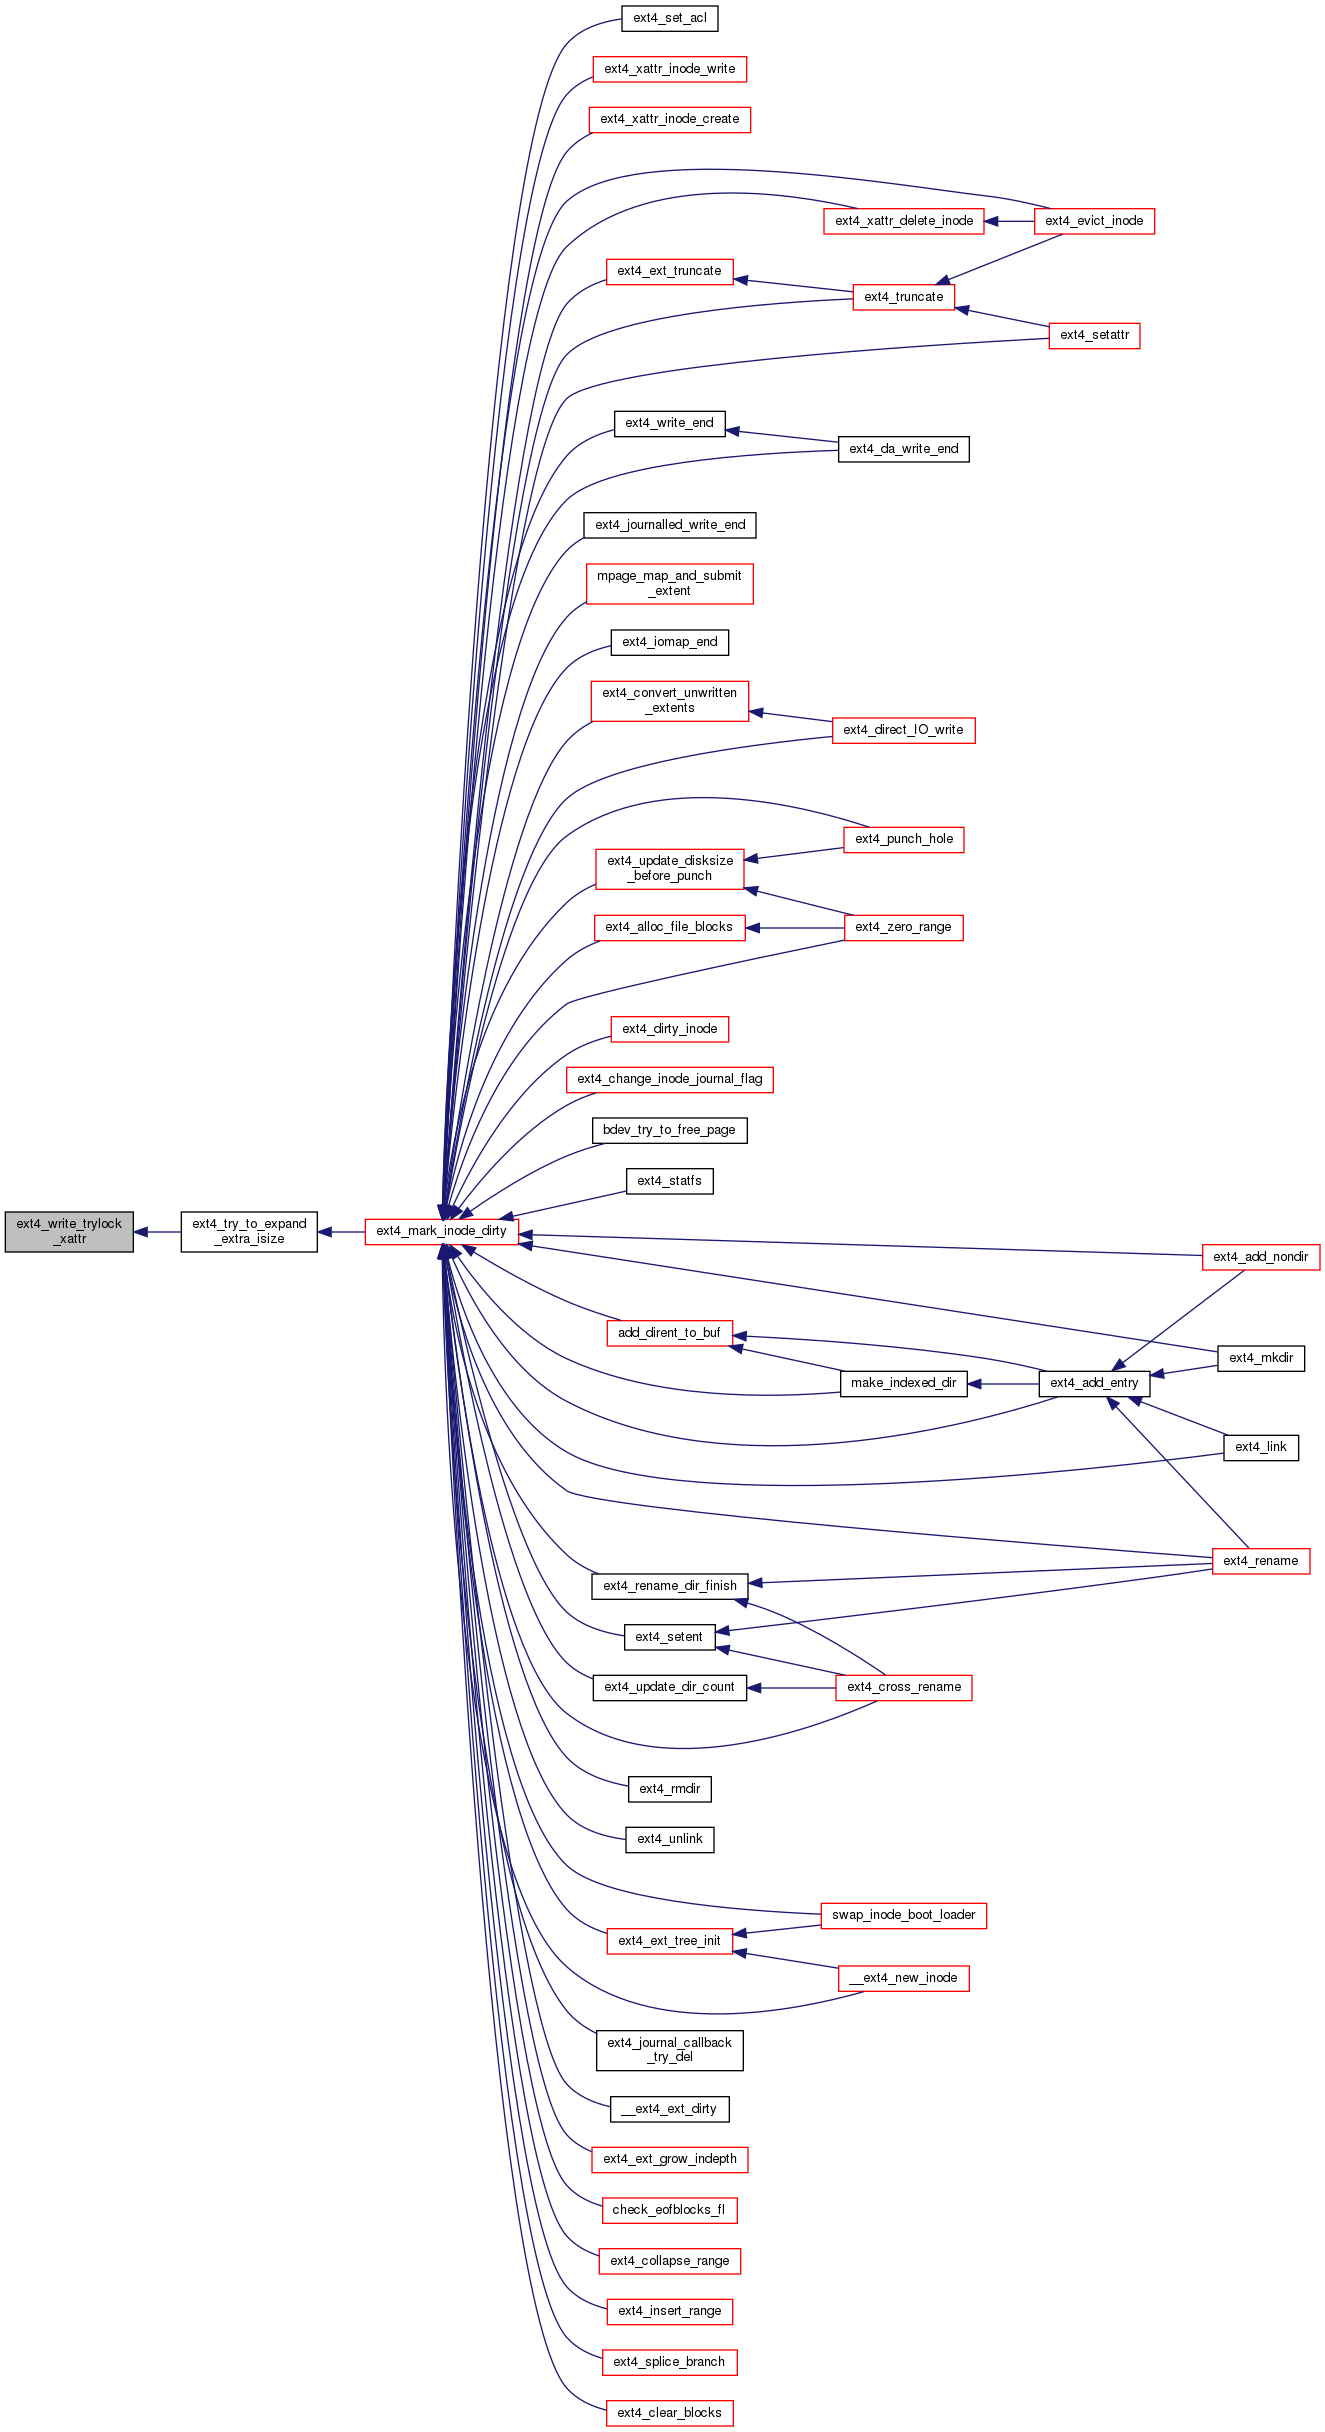 ext4_set_acl
ext4_xattr_inode_write
ext4_xattr_inode_create
ext4_xattr_delete_inode
ext4_evict_inode
ext4_ext_truncate
ext4_truncate
ext4_setattr
ext4_write_end
ext4_da_write_end
ext4_journalled_write_end
mpage_map_and_submit
_extent
ext4_iomap_end
ext4_convert_unwritten
_extents
ext4_direct_IO_write
ext4_punch_hole
ext4_update_disksize
_before_punch
ext4_alloc_file_blocks
ext4_zero_range
ext4_dirty_inode
ext4_change_inode_journal_flag
bdev_try_to_free_page
ext4_statfs
ext4_write_trylock
_xattr
ext4_try_to_expand
_extra_isize
ext4_mark_inode_dirty
ext4_add_nondir
add_dirent_to_buf
ext4_mkdir
make_indexed_dir
ext4_add_entry
ext4_link
ext4_rename
ext4_rename_dir_finish
ext4_setent
ext4_update_dir_count
ext4_cross_rename
ext4_rmdir
ext4_unlink
swap_inode_boot_loader
ext4_ext_tree_init
__ext4_new_inode
ext4_journal_callback
_try_del
__ext4_ext_dirty
ext4_ext_grow_indepth
check_eofblocks_fl
ext4_collapse_range
ext4_insert_range
ext4_splice_branch
ext4_clear_blocks